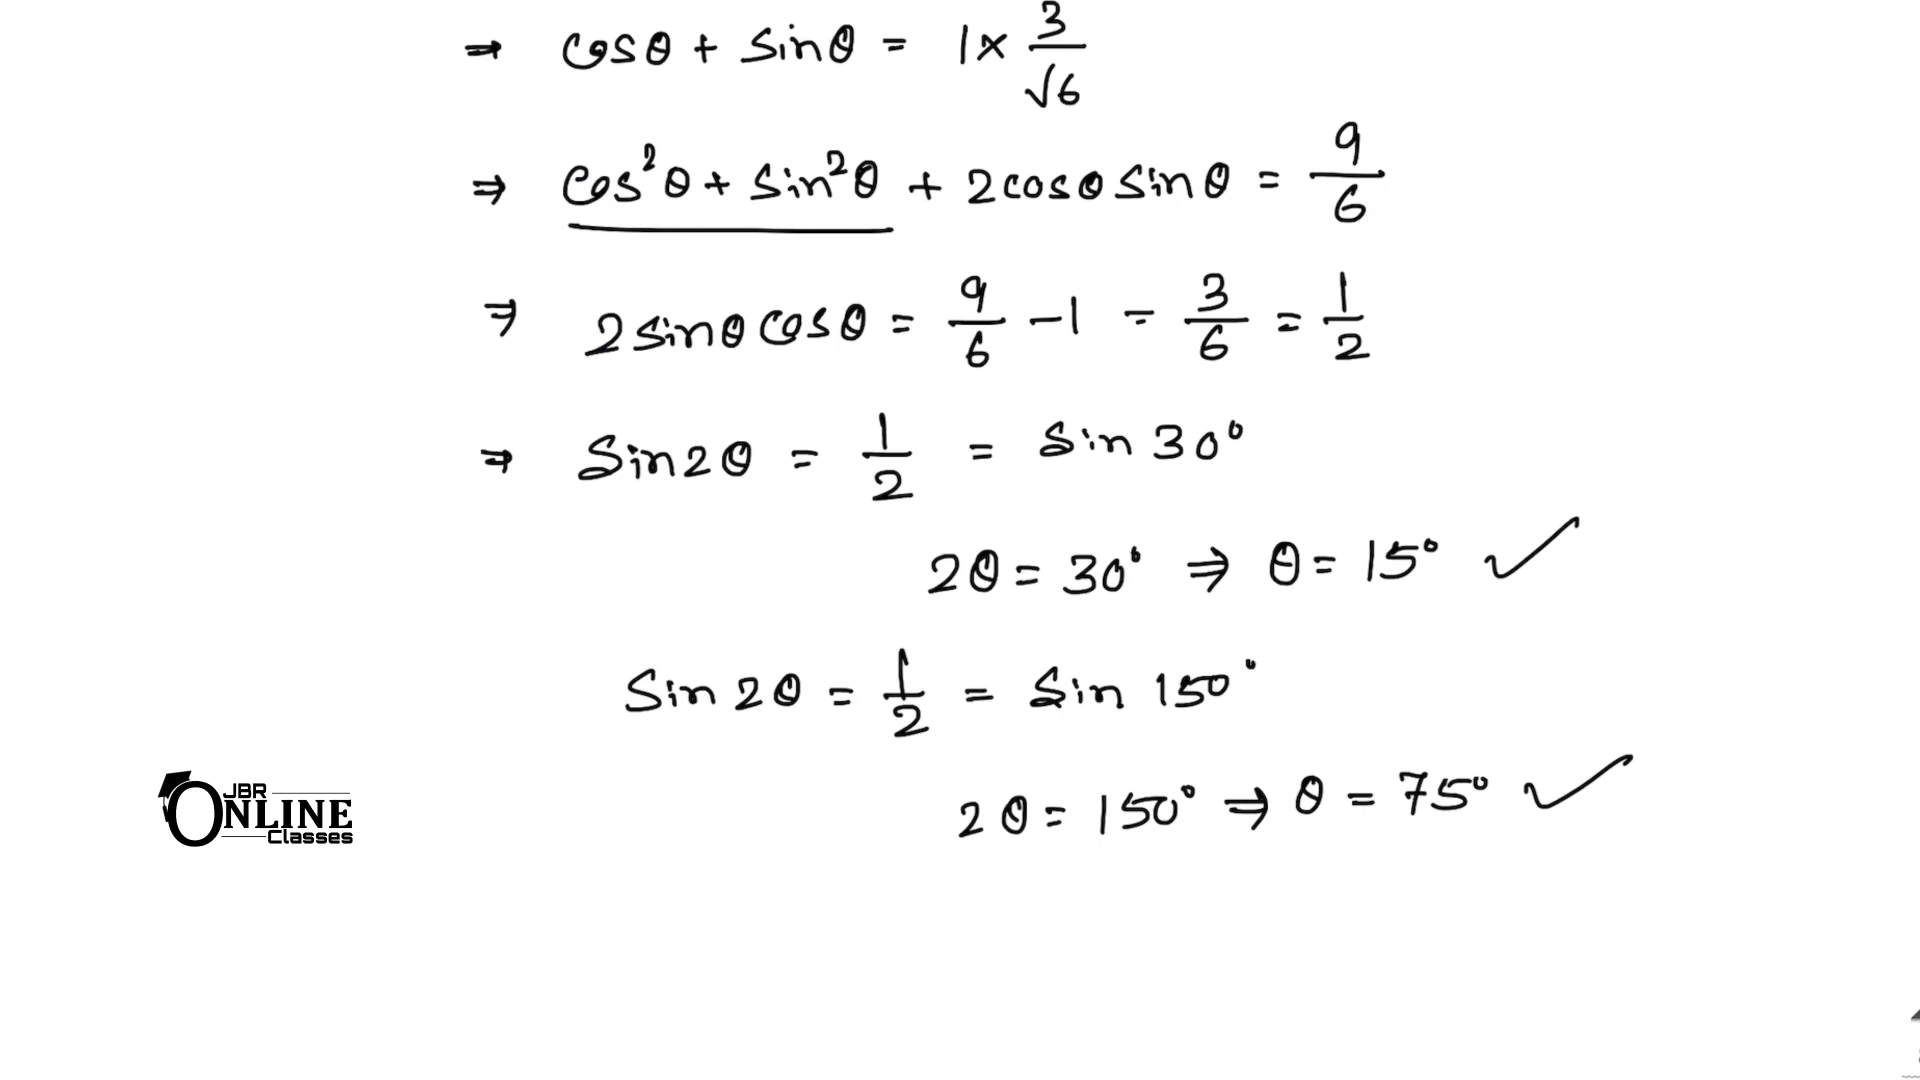 ⇒ cosθ + sinθ = 1 × 3/√6
⇒ cos²θ + sin²θ + 2cosθ sinθ = 9/6
⇒ 2sinθ cosθ = 9/6 − 1 = 3/6 = 1/2
⇒ Sin2θ = 1/2 = Sin 30°
2θ = 30° ⇒ θ = 15° ✓
Sin 2θ = 1/2 = Sin 150°
2θ = 150° ⇒ θ = 75° ✓
JBR
ONLINE
Classes